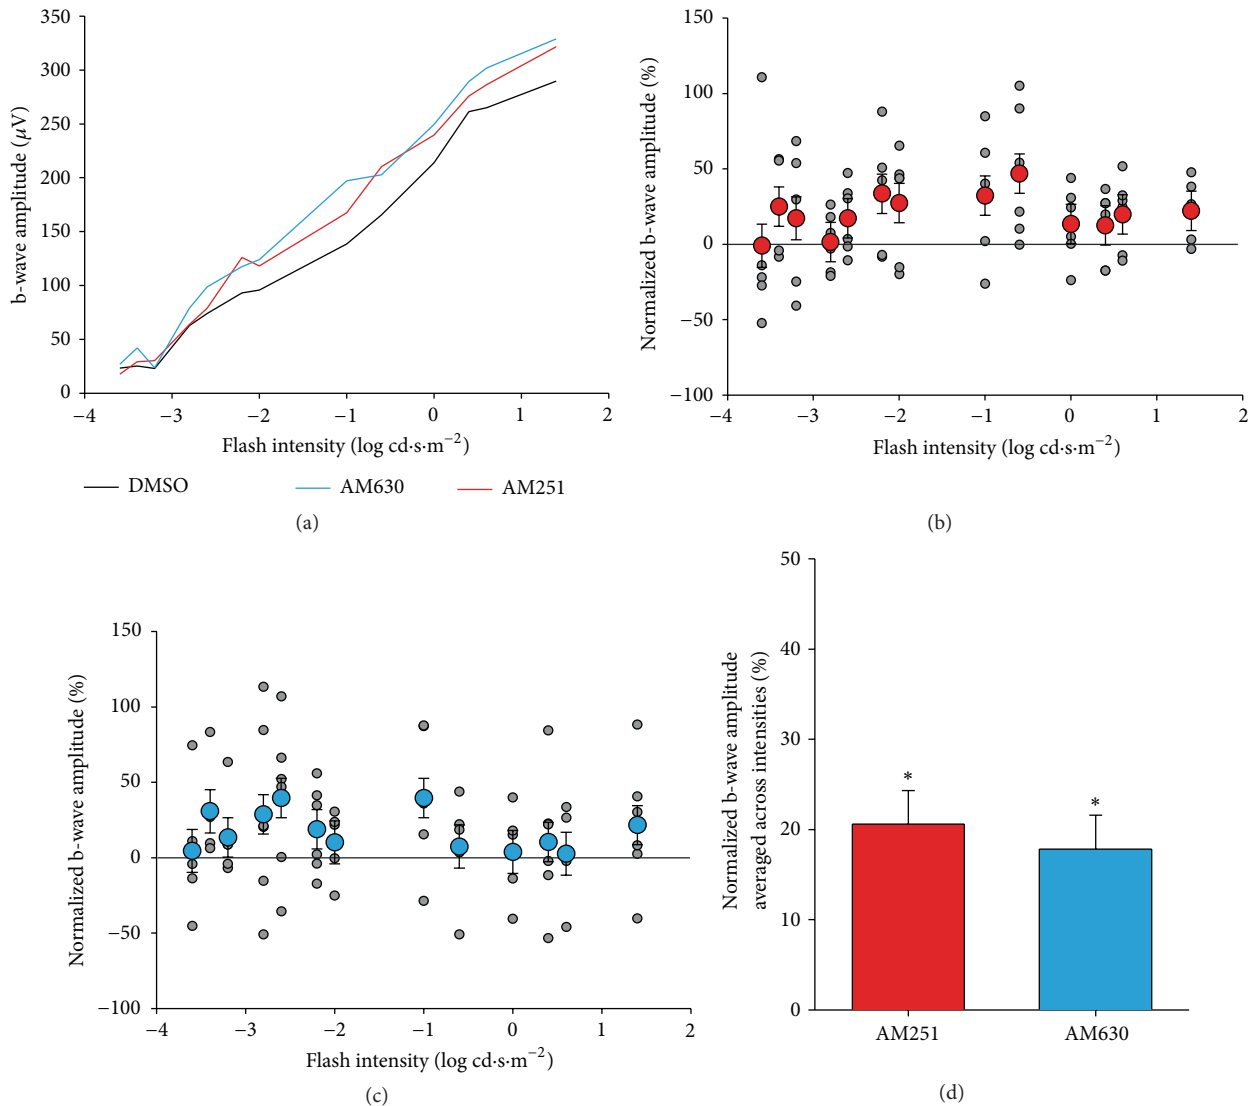 350
300
250
200
150
100
50
0
b-wave amplitude (μV)
−4
−3
−2
−1
0
1
2
Flash intensity (log cd·s·m−2)
DMSO
AM630
AM251
(a)
150
100
50
0
−50
−100
Normalized b-wave amplitude (%)
−4
−3
−2
−1
0
1
2
Flash intensity (log cd·s·m−2)
(b)
150
100
50
0
−50
−100
Normalized b-wave amplitude (%)
−4
−3
−2
−1
0
1
2
Flash intensity (log cd·s·m−2)
(c)
50
40
30
20
10
0
Normalized b-wave amplitude
averaged across intensities (%)
*
*
AM251
AM630
(d)